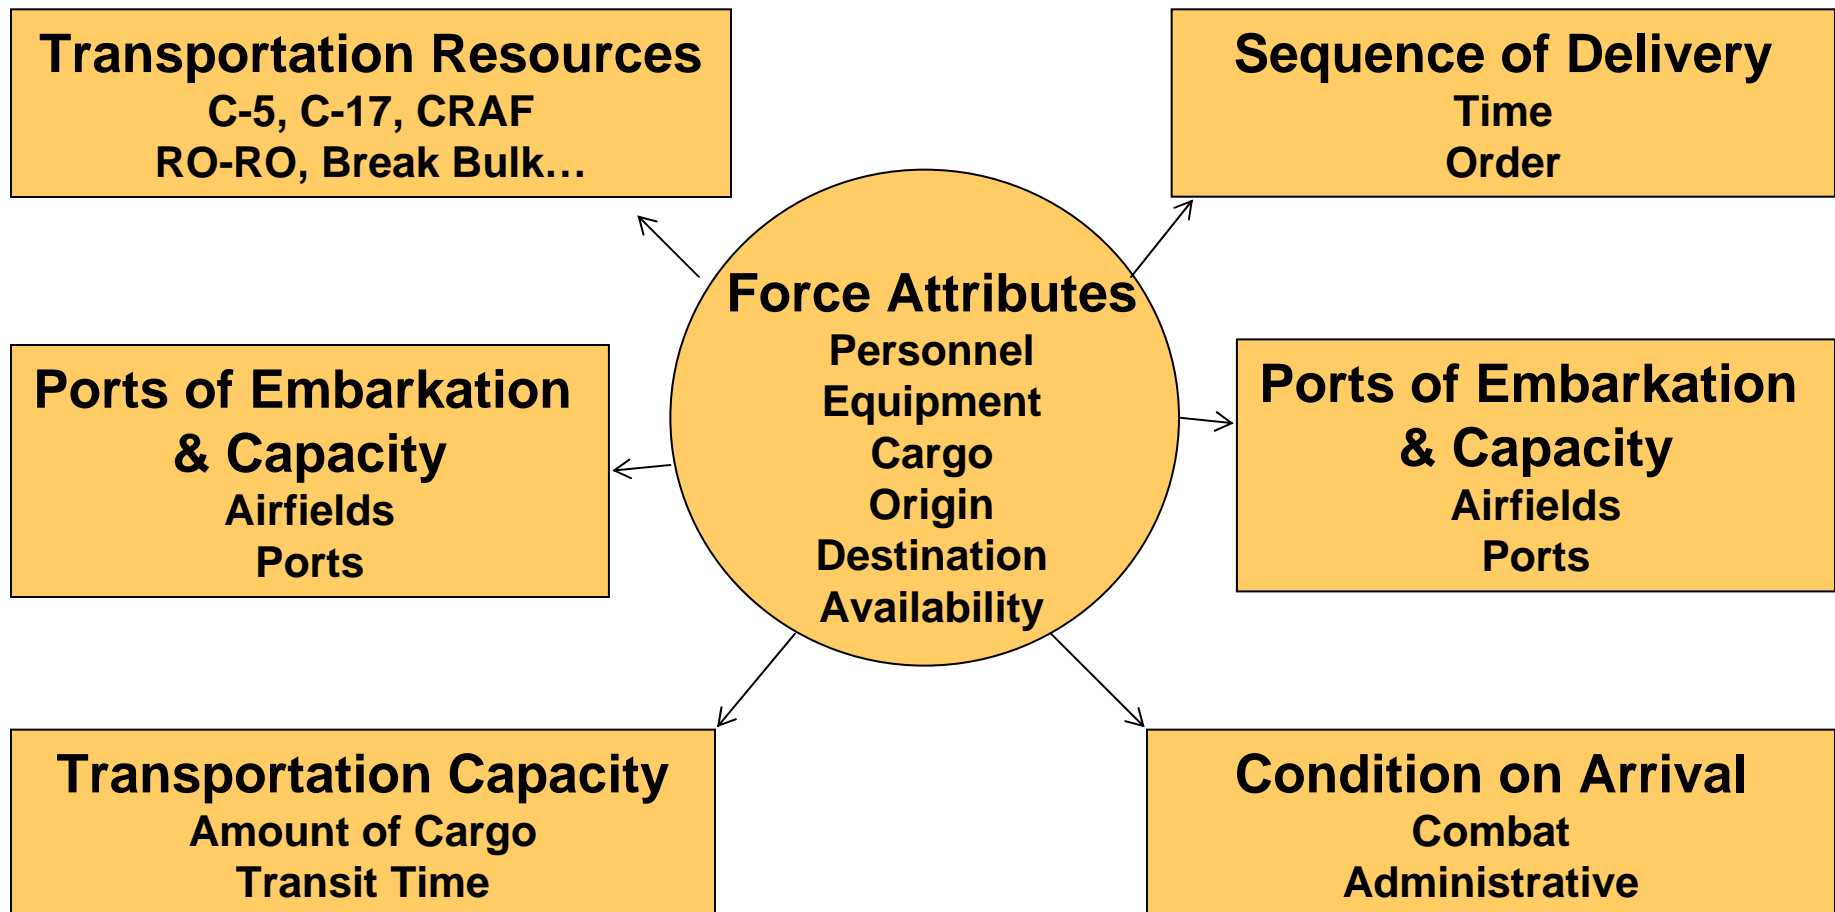 Transportation Resources
C-5, C-17, CRAF
RO-RO, Break Bulk…
Sequence of Delivery
Time
Order
Force Attributes
Personnel
Equipment
Cargo
Origin
Destination
Availability
Ports of Embarkation
& Capacity
Airfields
Ports
Ports of Embarkation
& Capacity
Airfields
Ports
Transportation Capacity
Amount of Cargo
Transit Time
Condition on Arrival
Combat
Administrative